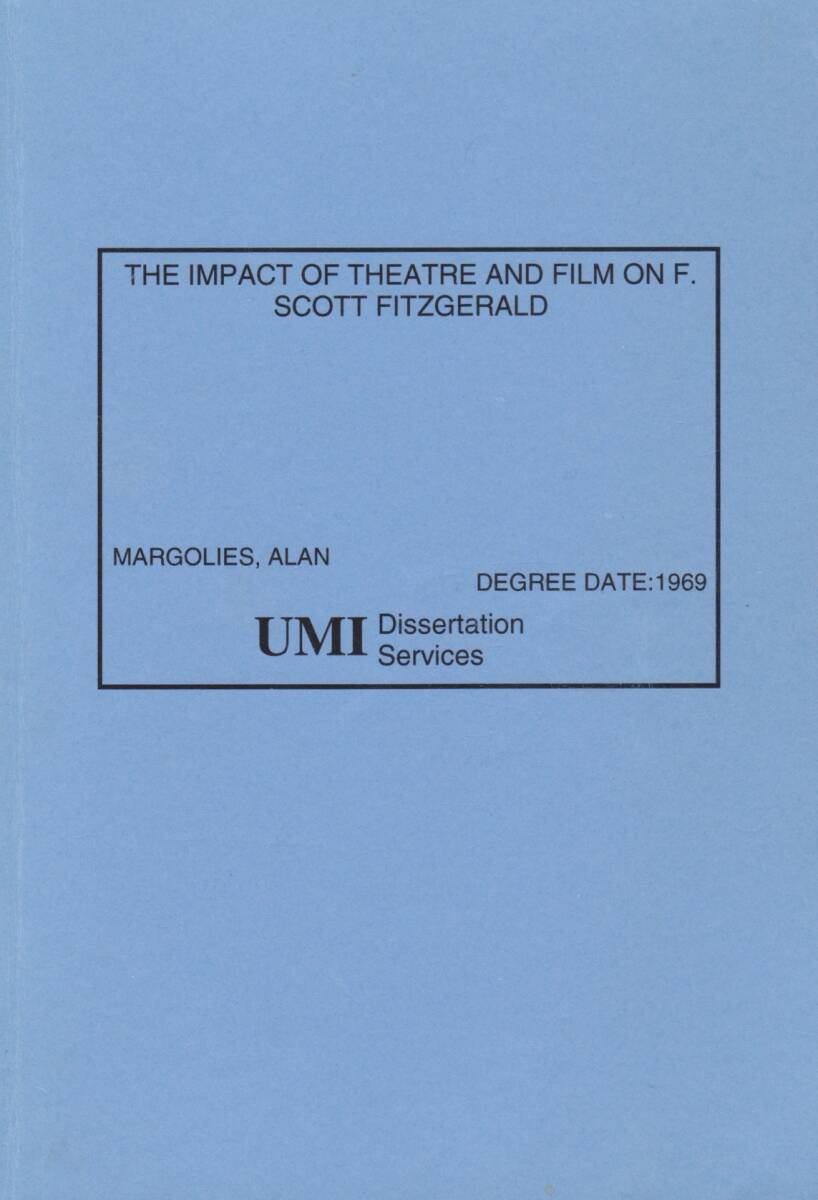 THE IMPACT OF THEATRE AND FILM ON F.
SCOTT FITZGERALD
MARGOLIES, ALAN
DEGREE DATE:1969
UMI Dissertation
Services